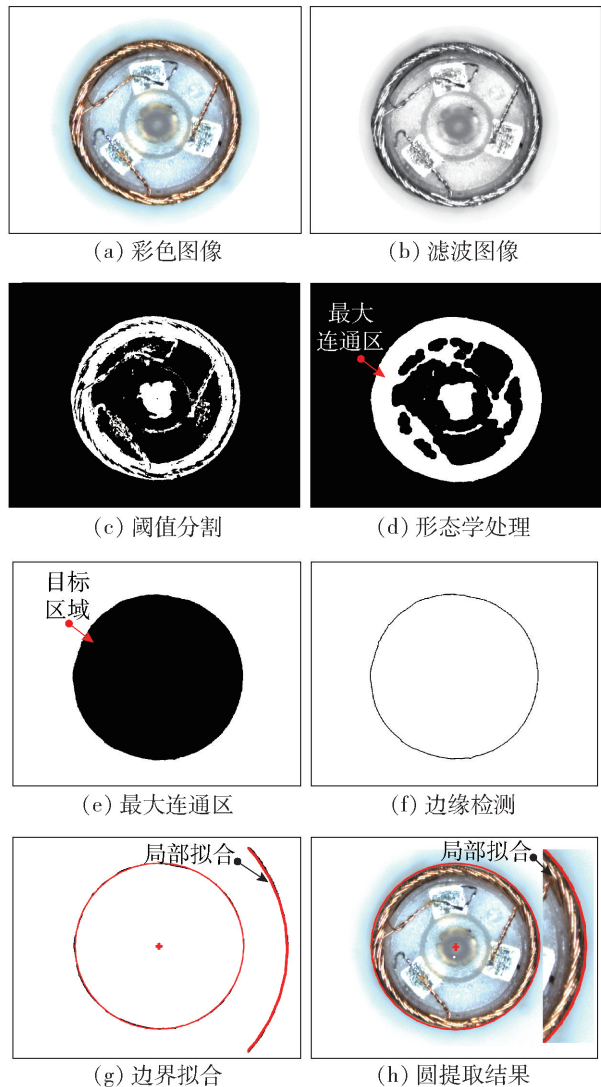 (a)彩色图像
(b)滤波图像
最大
连通区
(c)阈值分割
(d)形态学处理
目标
区域
(e)最大连通区
(f)边缘检测
局部拟合
局部拟合
(g)边界拟合
(h)圆提取结果